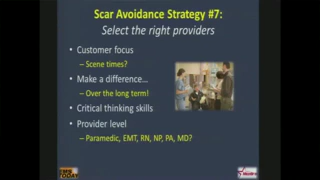 Scar Avoidance Strategy #7:
Select the right providers
• Customer focus
– Scene times?
• Make a difference...
– Over the long term!
• Critical thinking skills
• Provider level
– Paramedic, EMT, RN, NP, PA, MD?
TODAY